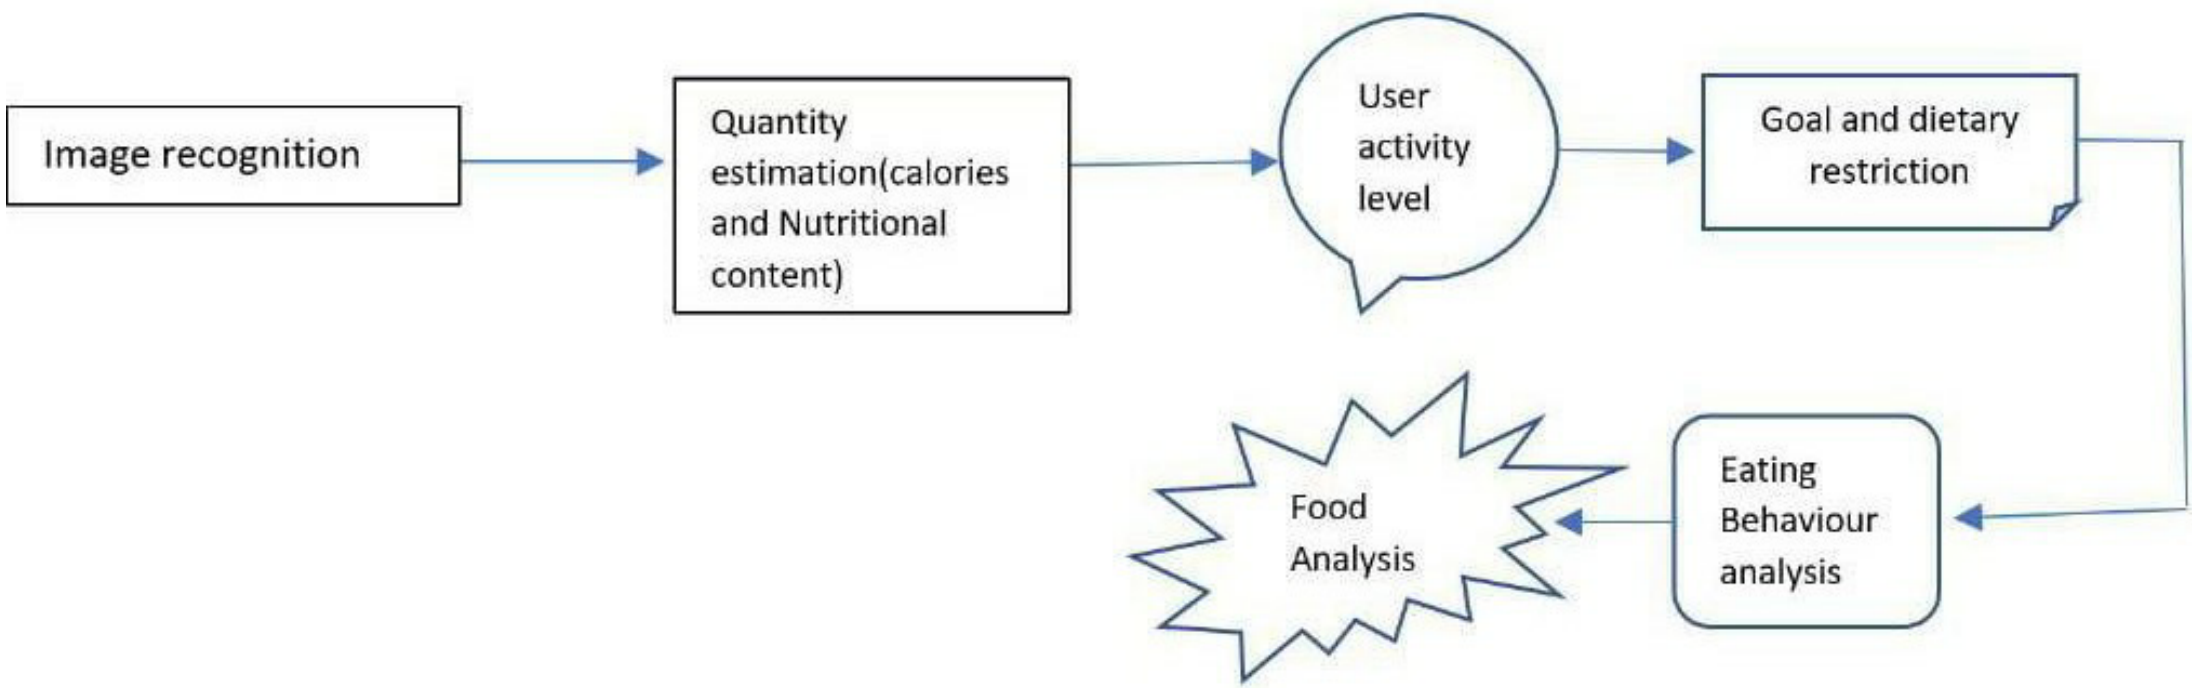 Image recognition
Quantity
estimation(calories
and Nutritional
content)
User
activity
level
Goal and dietary
restriction
Eating
Behaviour
analysis
Food
Analysis